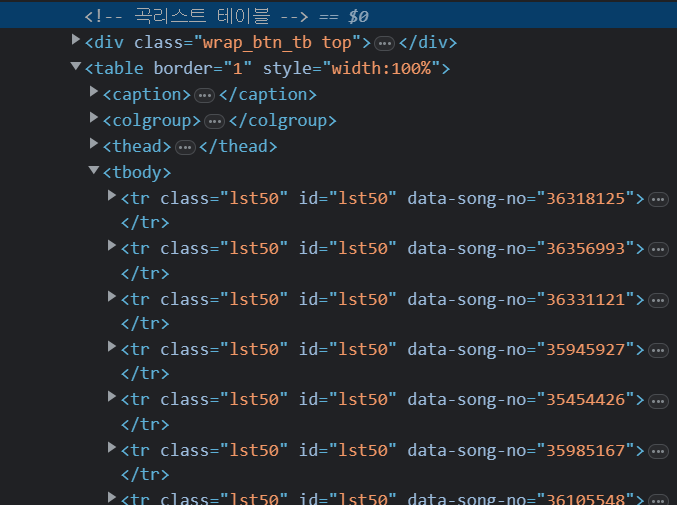 <!-- 곡리스트 테이블 --> == $0
<div class="wrap_btn_tb top">…</div>
<table border="1" style="width:100%">
<caption>…</caption>
<colgroup>…</colgroup>
<thead>…</thead>
<tbody>
<tr class="lst50" id="lst50" data-song-no="36318125">…
</tr>
<tr class="lst50" id="lst50" data-song-no="36356993">…
</tr>
<tr class="lst50" id="lst50" data-song-no="36331121">…
</tr>
<tr class="lst50" id="lst50" data-song-no="35945927">…
</tr>
<tr class="lst50" id="lst50" data-song-no="35454426">…
</tr>
<tr class="lst50" id="lst50" data-song-no="35985167">…
</tr>
<tr class="lst50" id="lst50" data-song-no="36105548">…